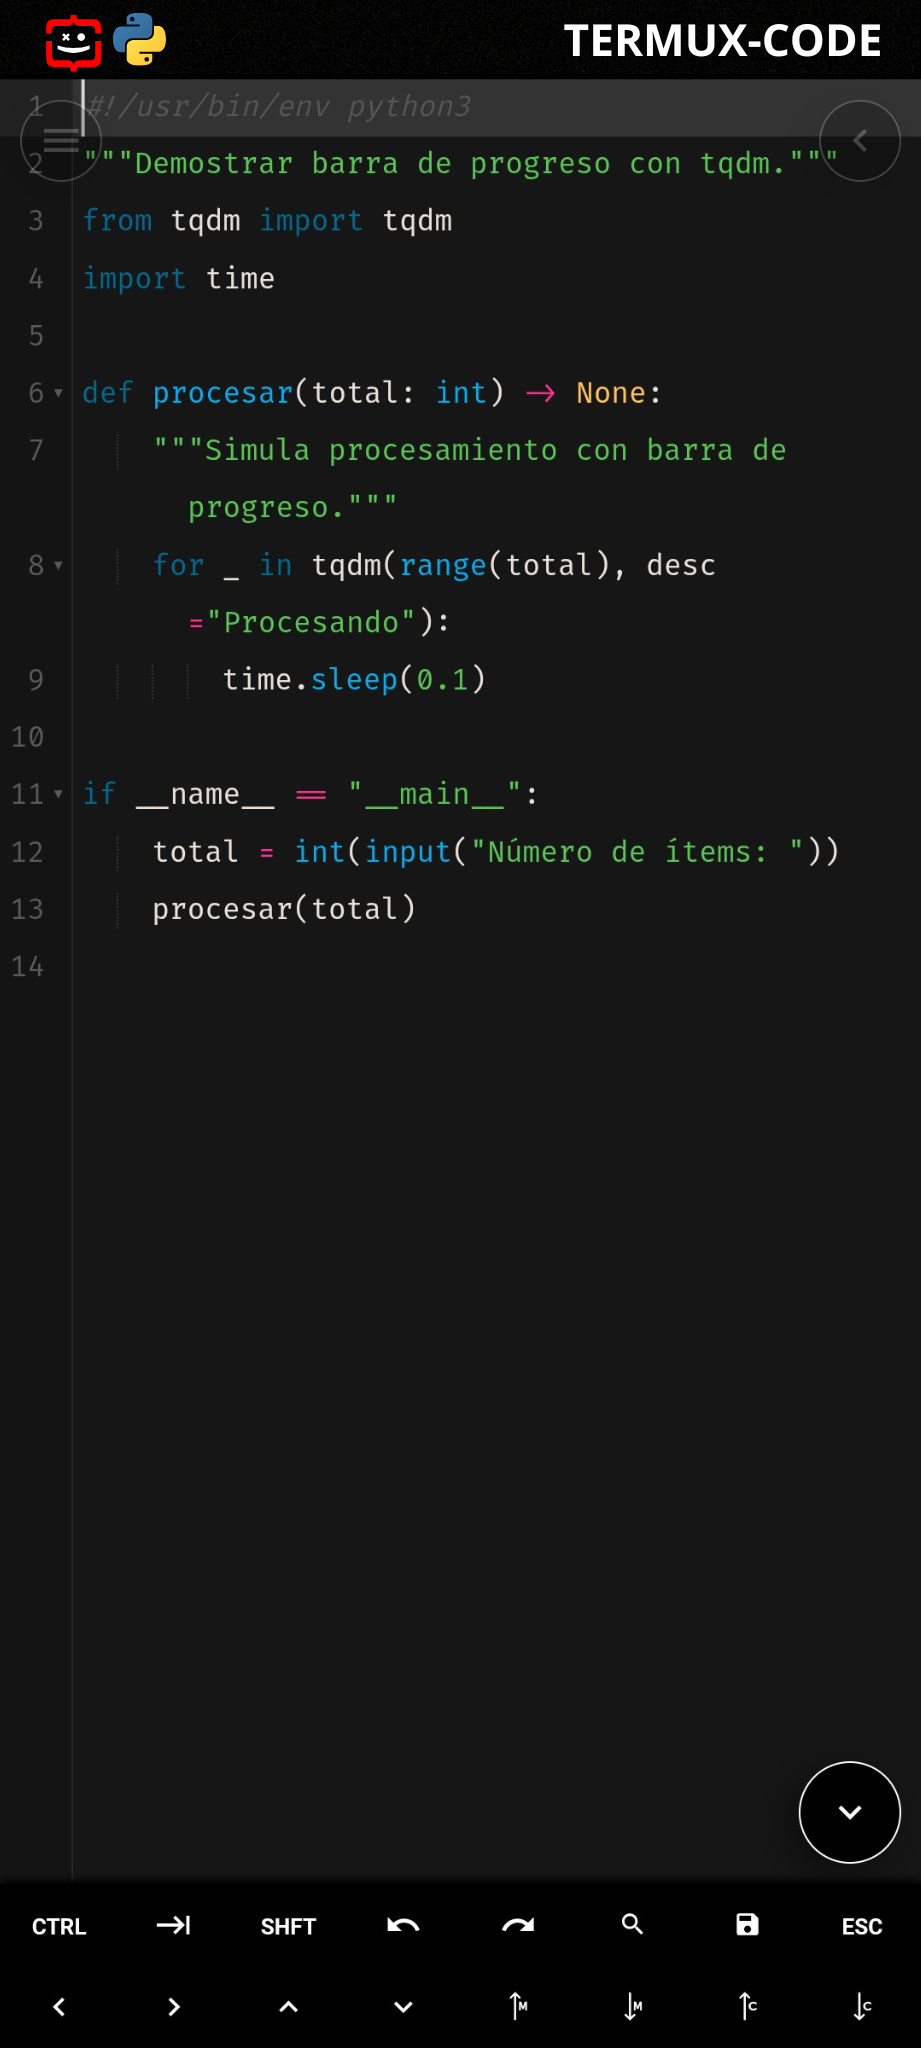 TERMUX-CODE
1 #!/usr/bin/env python3
2 """Demostrar barra de progreso con tqdm."""
3 from tqdm import tqdm
4 import time
5
6 def procesar(total: int) -> None:
7 """Simula procesamiento con barra de
progreso."""
8 for _ in tqdm(range(total), desc
="Procesando"):
9 time.sleep(0.1)
10
11 if __name__ == "__main__":
12 total = int(input("Número de ítems: "))
13 procesar(total)
14
CTRL SHFT ESC
M M C C